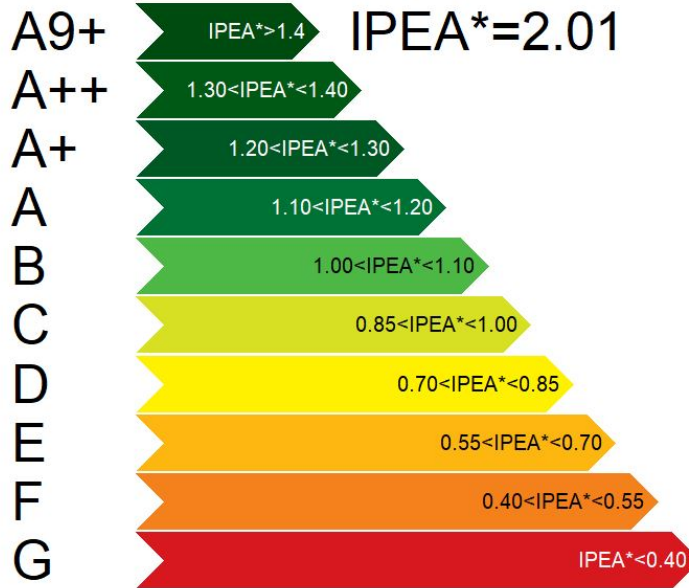 A9+ IPEA*>1.4 IPEA*=2.01
A++ 1.30<IPEA*<1.40
A+ 1.20<IPEA*<1.30
A 1.10<IPEA*<1.20
B 1.00<IPEA*<1.10
C 0.85<IPEA*<1.00
D 0.70<IPEA*<0.85
E 0.55<IPEA*<0.70
F 0.40<IPEA*<0.55
G IPEA*<0.40